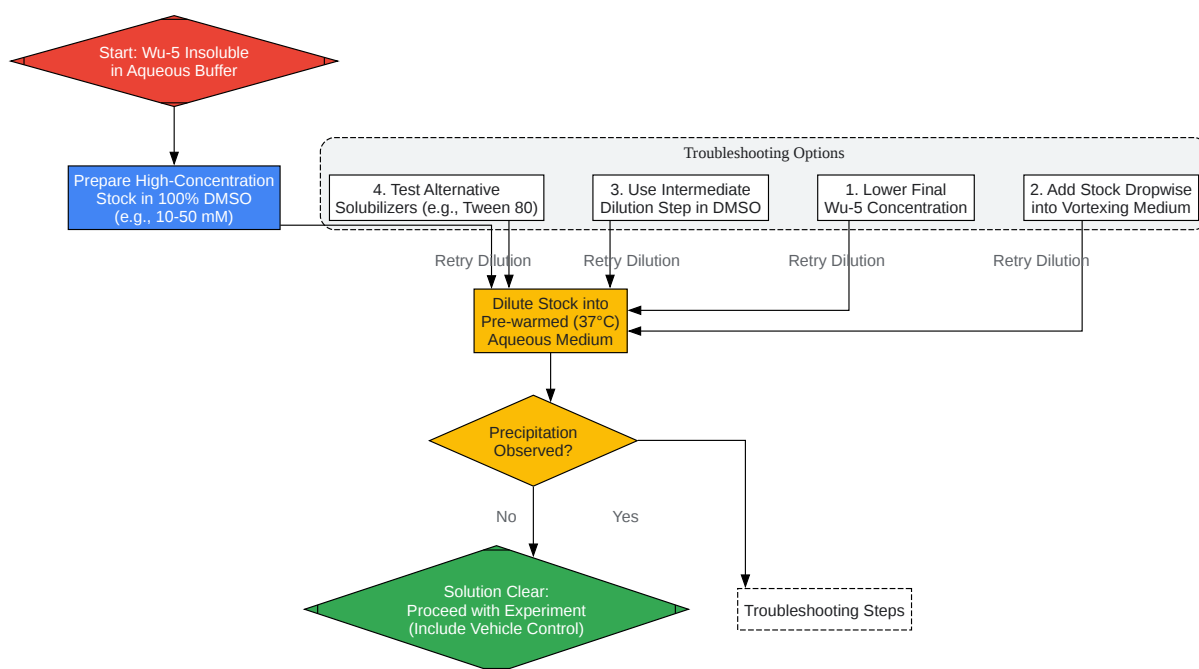 Start: Wu-5 Insoluble
in Aqueous Buffer
Troubleshooting Options
Prepare High-Concentration
Stock in 100% DMSO
(e.g., 10-50 mM)
4. Test Alternative
Solubilizers (e.g., Tween 80)
3. Use Intermediate
Dilution Step in DMSO
1. Lower Final
Wu-5 Concentration
2. Add Stock Dropwise
into Vortexing Medium
Retry Dilution
Retry Dilution
Retry Dilution
Retry Dilution
Dilute Stock into
Pre-warmed (37°C)
Aqueous Medium
Precipitation
Observed?
No
Yes
Solution Clear:
Proceed with Experiment
(Include Vehicle Control)
Troubleshooting Steps